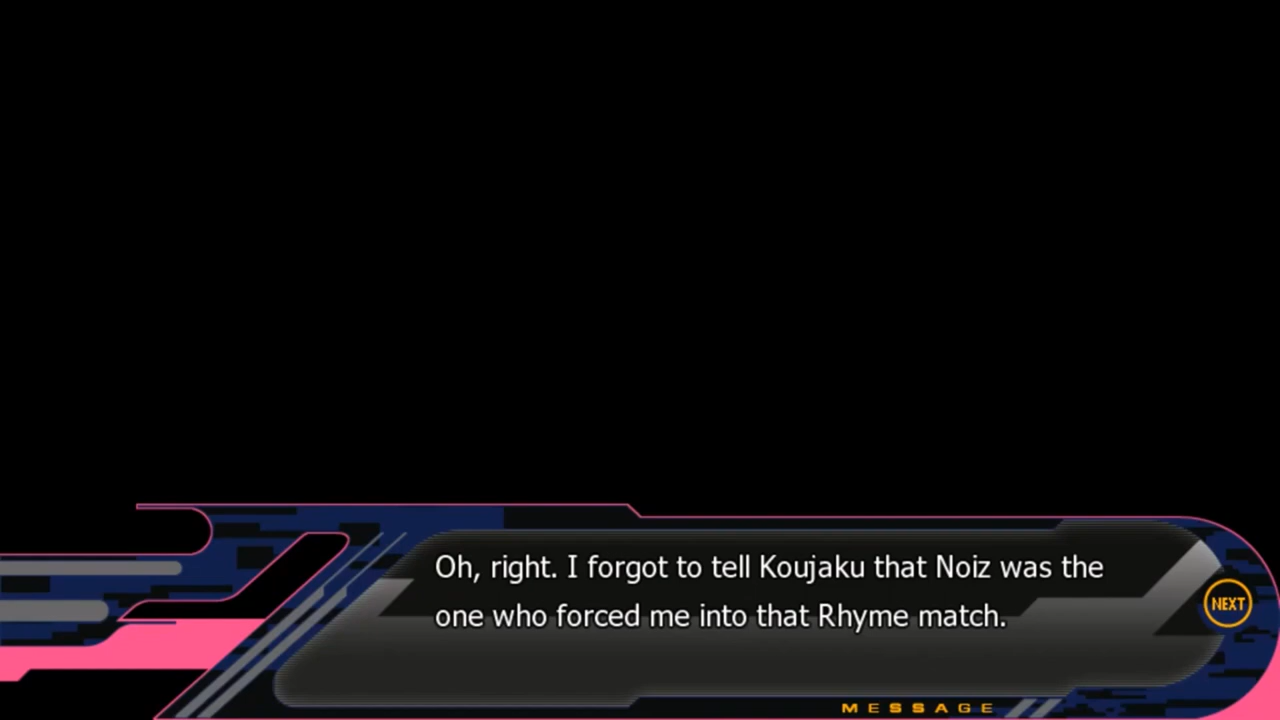 Oh, right. I forgot to tell Koujaku that Noiz was the
one who forced me into that Rhyme match.
NEXT
MESSAGE